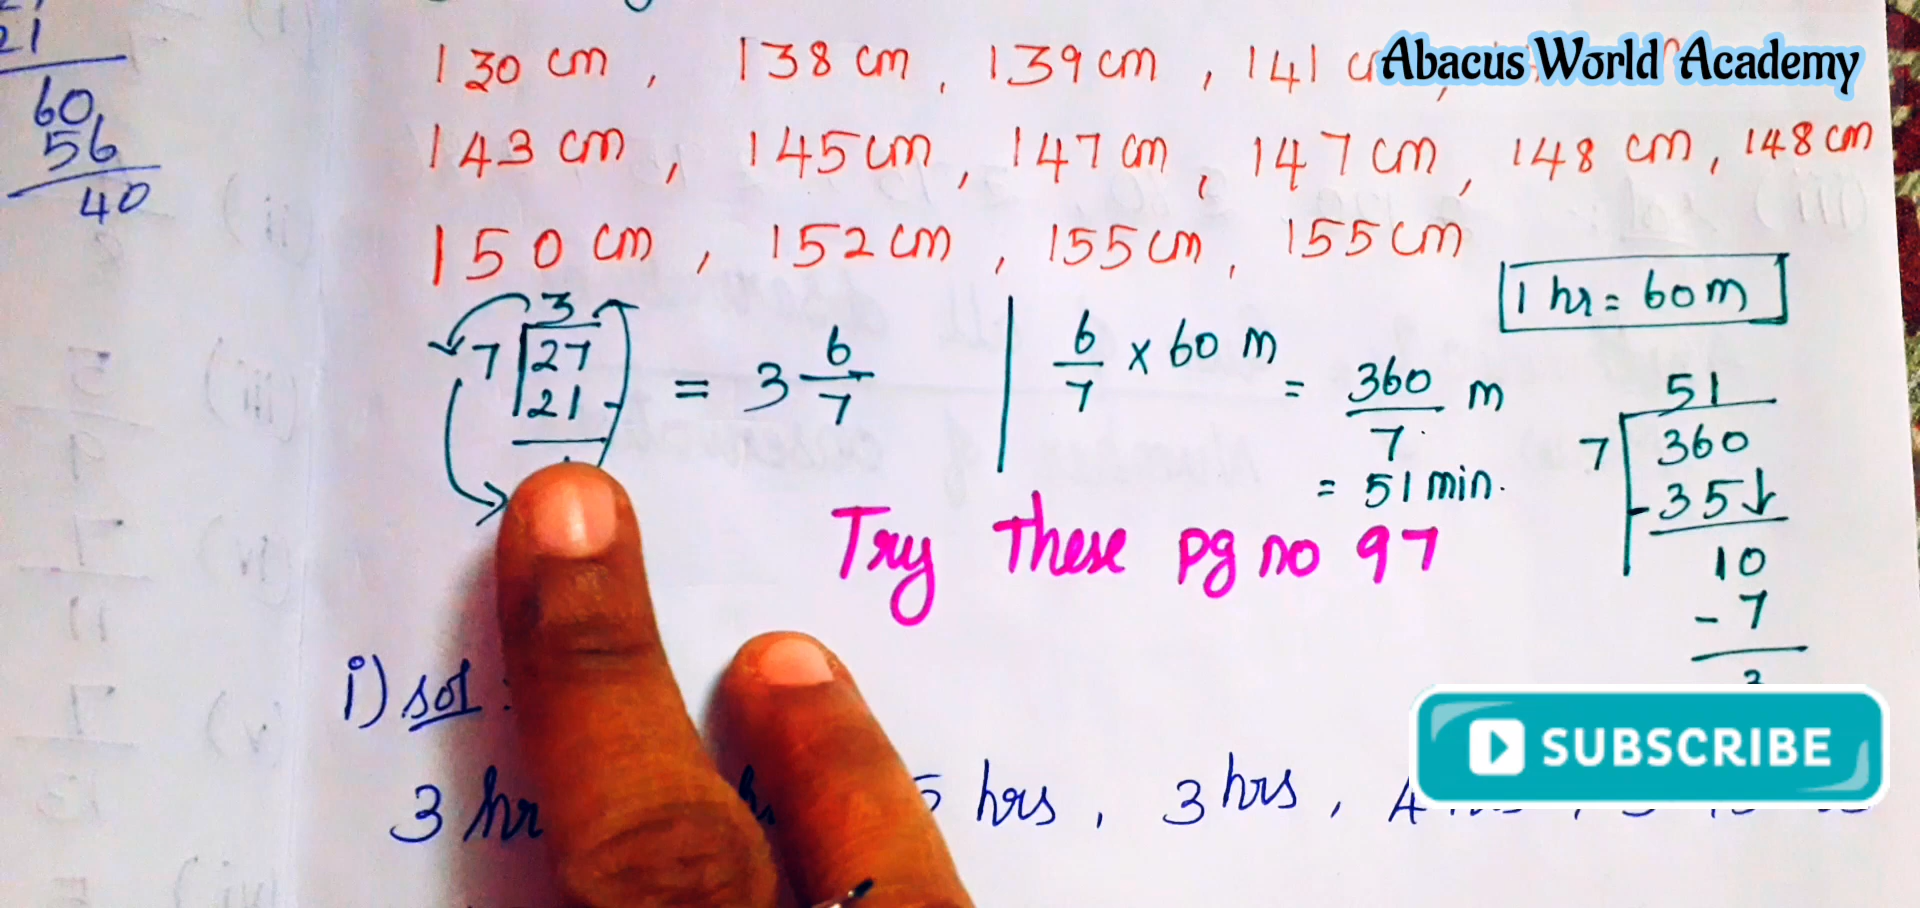 21
60
56
40
130 cm, 138 cm, 139 cm, 141 c
Abacus World Academy
143 cm, 145 cm, 147 cm, 147 cm, 148 cm, 148 cm
150 cm, 152 cm, 155 cm, 155 cm
1 hr = 60m
3
7 27
21
= 3 6/7
6/7 x 60 m = 360/7 m
= 51 min.
51
7 360
- 35
10
- 7
Try These pg no 97
i) sol:
SUBSCRIBE
3 hr 5 hrs, 3 hrs, 4